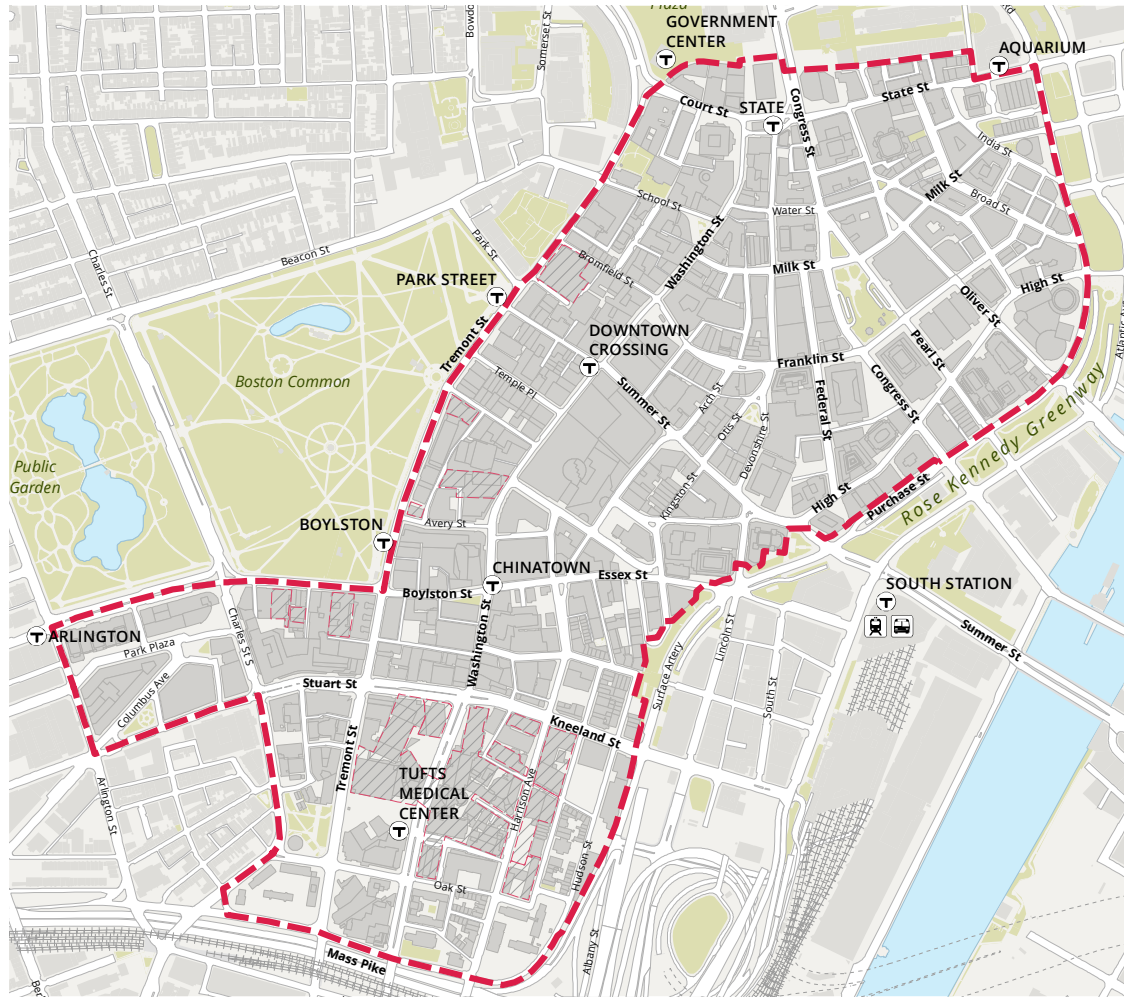 Plaza
GOVERNMENT
CENTER
AQUARIUM
Somerset St
Court St
STATE
Congress St
State St
India St
Milk St
Broad St
School St
Water St
Washington St
Beacon St
Park St
Charles St
Bromfield St
Milk St
High St
Oliver St
PARK STREET
Tremont St
DOWNTOWN
CROSSING
Franklin St
Pearl St
Congress St
Federal St
Boston Common
Temple Pl
Summer St
Arch St
Otis St
Devonshire St
Rose Kennedy Greenway
Public
Garden
Kingston St
High St
Purchase St
BOYLSTON
Avery St
CHINATOWN
Essex St
Boylston St
SOUTH STATION
Summer St
T
ARLINGTON
Park Plaza
Charles St S
Washington St
Lincoln St
Surface Artery
South St
Columbus Ave
Stuart St
Kneeland St
Tremont St
TUFTS
MEDICAL
CENTER
Harrison Ave
Arlington St
Hudson St
Oak St
Albany St
Mass Pike